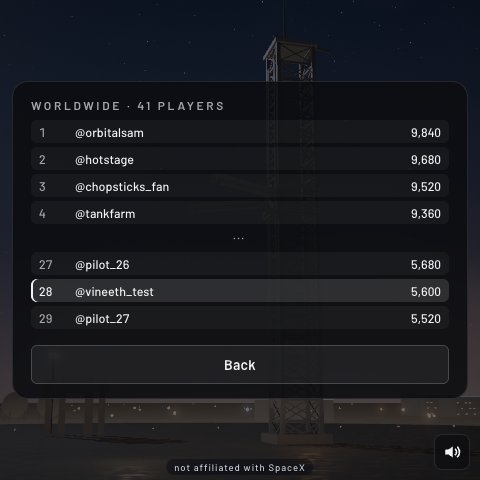 WORLDWIDE · 41 PLAYERS
1 @orbitalsam 9,840
2 @hotstage 9,680
3 @chopsticks_fan 9,520
4 @tankfarm 9,360
...
27 @pilot_26 5,680
28 @vineeth_test 5,600
29 @pilot_27 5,520
Back
not affiliated with SpaceX